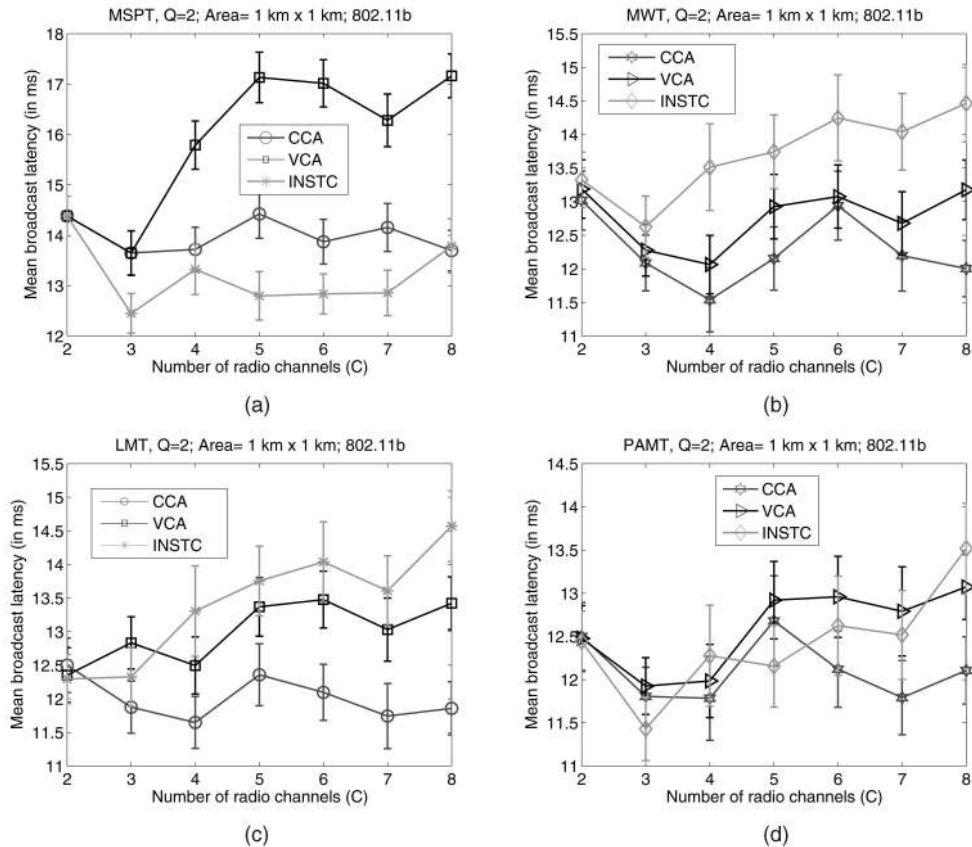 MSPT, Q=2; Area= 1 km x 1 km; 802.11b
18
17
16
15
14
13
12
Mean broadcast latency (in ms)
CCA
VCA
INSTC
2 3 4 5 6 7 8
Number of radio channels (C)
(a)
MWT, Q=2; Area= 1 km x 1 km; 802.11b
15.5
15
14.5
14
13.5
13
12.5
12
11.5
11
Mean broadcast latency (in ms)
CCA
VCA
INSTC
2 3 4 5 6 7 8
Number of radio channels (C)
(b)
LMT, Q=2; Area= 1 km x 1 km; 802.11b
15.5
15
14.5
14
13.5
13
12.5
12
11.5
11
Mean broadcast latency (in ms)
CCA
VCA
INSTC
2 3 4 5 6 7 8
Number of radio channels (C)
(c)
PAMT, Q=2; Area= 1 km x 1 km; 802.11b
14.5
14
13.5
13
12.5
12
11.5
11
Mean broadcast latency (in ms)
CCA
VCA
INSTC
2 3 4 5 6 7 8
Number of radio channels (C)
(d)